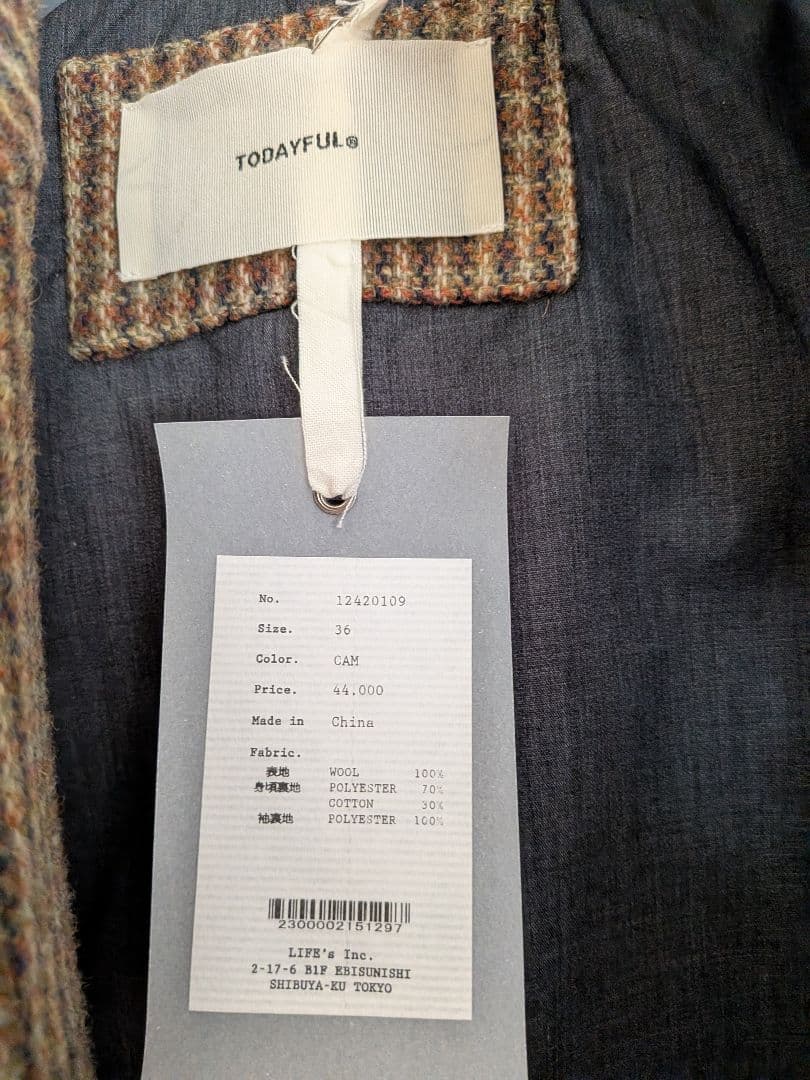 TODAYFUL®
No. 12420109
Size. 36
Color. CAM
Price. 44,000
Made in China
Fabric.
表地 WOOL 100%
身頃裏地 POLYESTER 70%
COTTON 30%
袖裏地 POLYESTER 100%
2300002151297
LIFE's Inc.
2-17-6 B1F EBISUNISHI
SHIBUYA-KU TOKYO